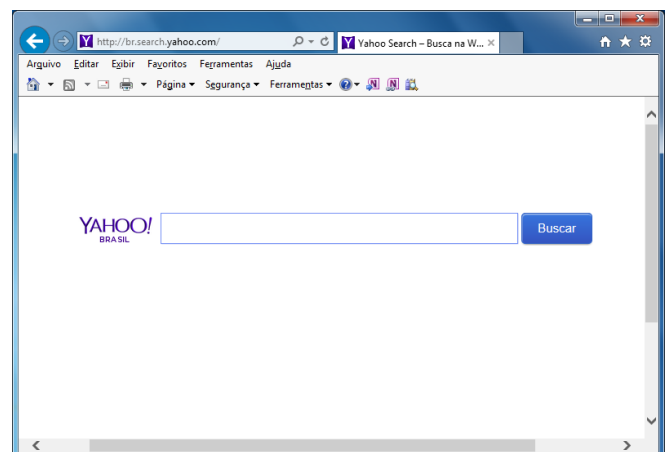 http://br.search.yahoo.com/ Yahoo Search – Busca na W...
Arquivo Editar Exibir Favoritos Ferramentas Ajuda
Página Segurança Ferramentas
YAHOO!
BRASIL
Buscar